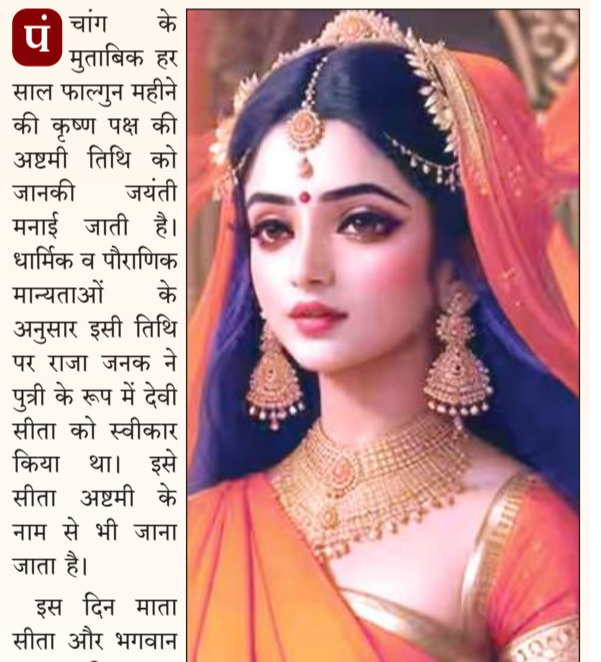 पंचांग के
मुताबिक हर
साल फाल्गुन महीने
की कृष्ण पक्ष की
अष्टमी तिथि को
जानकी जयंती
मनाई जाती है।
धार्मिक व पौराणिक
मान्यताओं के
अनुसार इसी तिथि
पर राजा जनक ने
पुत्री के रूप में देवी
सीता को स्वीकार
किया था। इसे
सीता अष्टमी के
नाम से भी जाना
जाता है।
इस दिन माता
सीता और भगवान